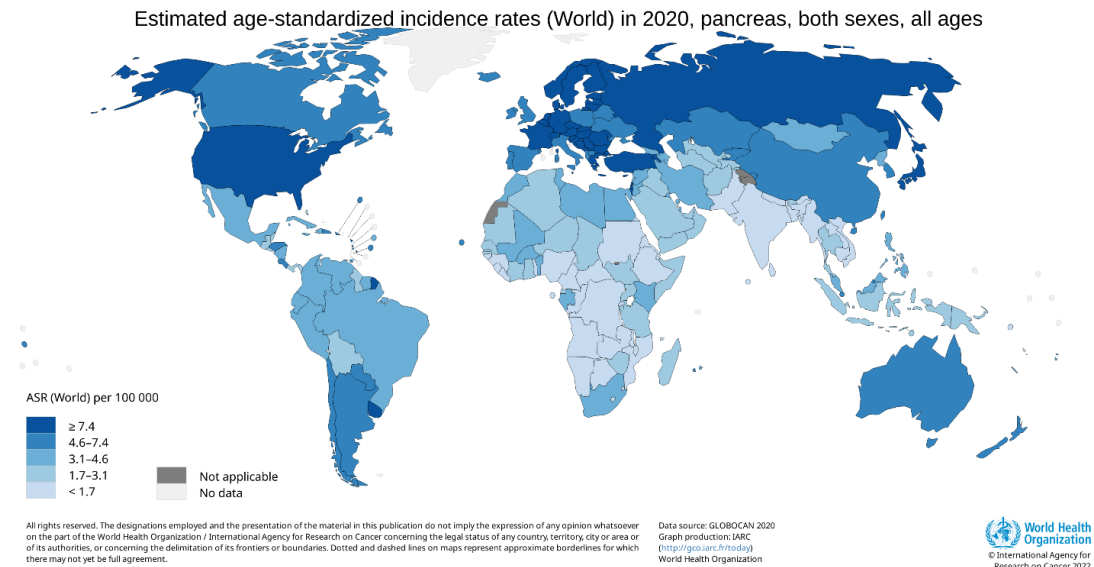 Estimated age-standardized incidence rates (World) in 2020, pancreas, both sexes, all ages
ASR (World) per 100 000
≥ 7.4
4.6–7.4
3.1–4.6
1.7–3.1
< 1.7
Not applicable
No data
All rights reserved. The designations employed and the presentation of the material in this publication do not imply the expression of any opinion whatsoever
on the part of the World Health Organization / International Agency for Research on Cancer concerning the legal status of any country, territory, city or area or
of its authorities, or concerning the delimitation of its frontiers or boundaries. Dotted and dashed lines on maps represent approximate borderlines for which
there may not yet be full agreement.
Data source: GLOBOCAN 2020
Graph production: IARC
(http://gco.iarc.fr/today)
World Health Organization
World Health
Organization
© International Agency for
Research on Cancer 2022